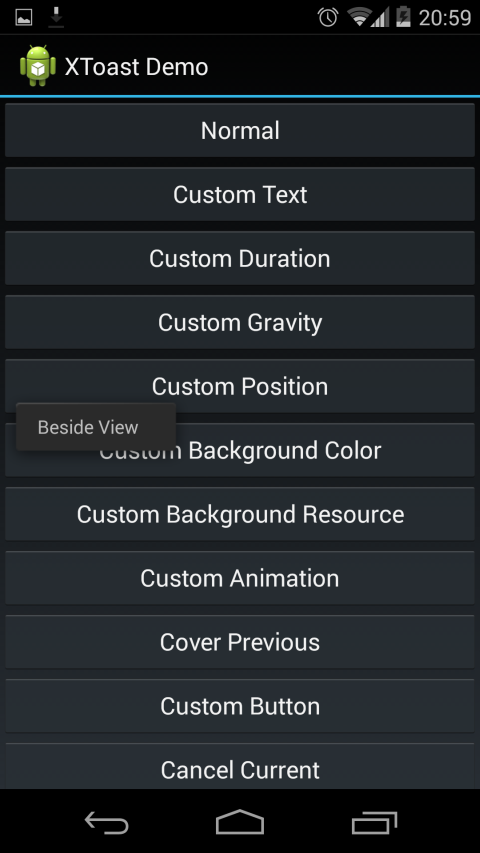 20:59
XToast Demo
Normal
Custom Text
Custom Duration
Custom Gravity
Custom Position
Beside View
Custom Background Color
Custom Background Resource
Custom Animation
Cover Previous
Custom Button
Cancel Current